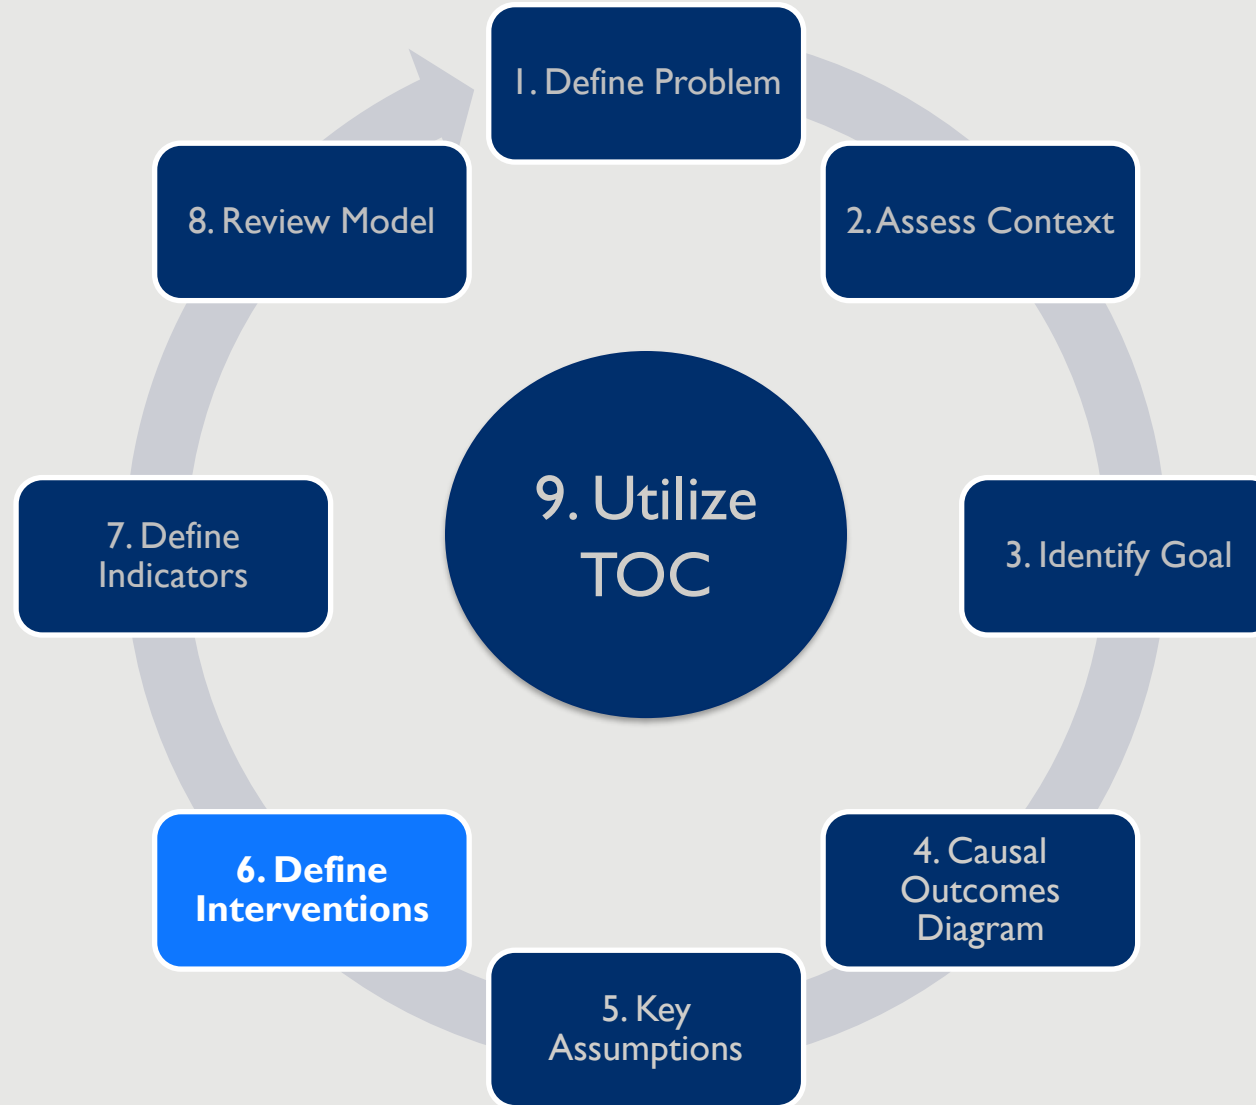 1. Define Problem
2. Assess Context
3. Identify Goal
4. Causal
Outcomes
Diagram
5. Key
Assumptions
6. Define
Interventions
7. Define
Indicators
8. Review Model
9. Utilize
TOC